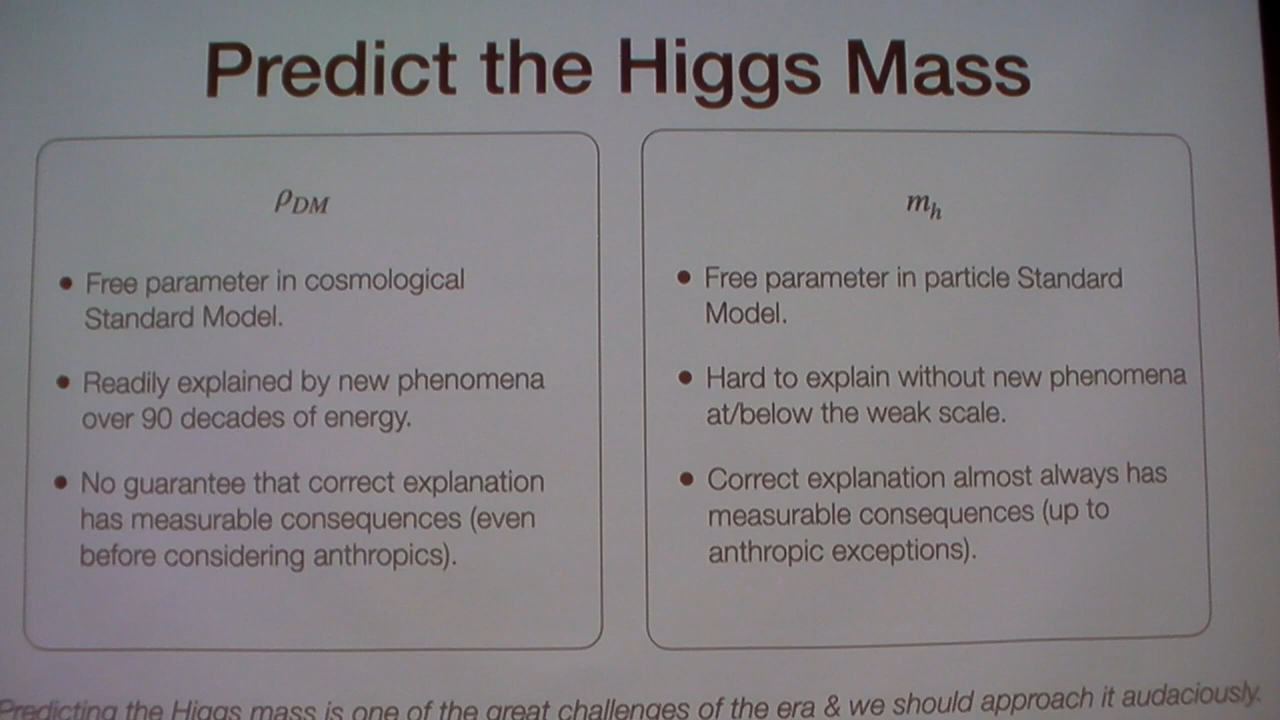 Predict the Higgs Mass
ρDM
• Free parameter in cosmological
Standard Model.
• Readily explained by new phenomena
over 90 decades of energy.
• No guarantee that correct explanation
has measurable consequences (even
before considering anthropics).
mh
• Free parameter in particle Standard
Model.
• Hard to explain without new phenomena
at/below the weak scale.
• Correct explanation almost always has
measurable consequences (up to
anthropic exceptions).
Predicting the Higgs mass is one of the great challenges of the era & we should approach it audaciously.